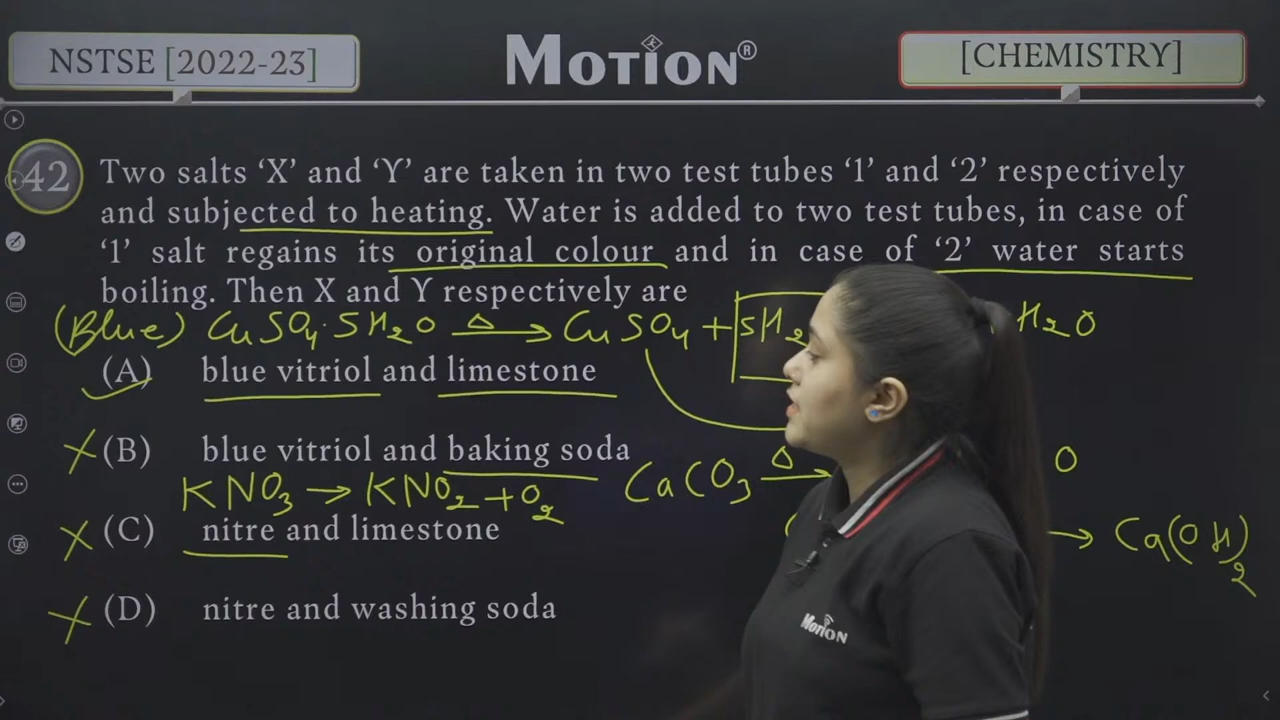 NSTSE [2022-23]
MOTION®
[CHEMISTRY]
42 Two salts ‘X’ and ‘Y’ are taken in two test tubes ‘1’ and ‘2’ respectively
and subjected to heating. Water is added to two test tubes, in case of
‘1’ salt regains its original colour and in case of ‘2’ water starts
boiling. Then X and Y respectively are
(Blue) CuSO4·5H2O Δ→ CuSO4 + 5H2 H2O
(A) blue vitriol and limestone
(B) blue vitriol and baking soda
CaCO3 Δ→ O
KNO3 → KNO2 + O2
(C) nitre and limestone
→ Ca(OH)2
(D) nitre and washing soda
MOTION